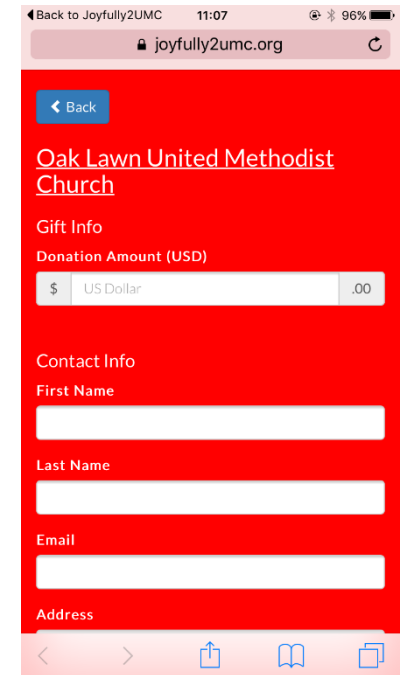 Back to Joyfully2UMC 11:07 96%
joyfully2umc.org
Back
Oak Lawn United Methodist
Church
Gift Info
Donation Amount (USD)
$ US Dollar .00
Contact Info
First Name
Last Name
Email
Address